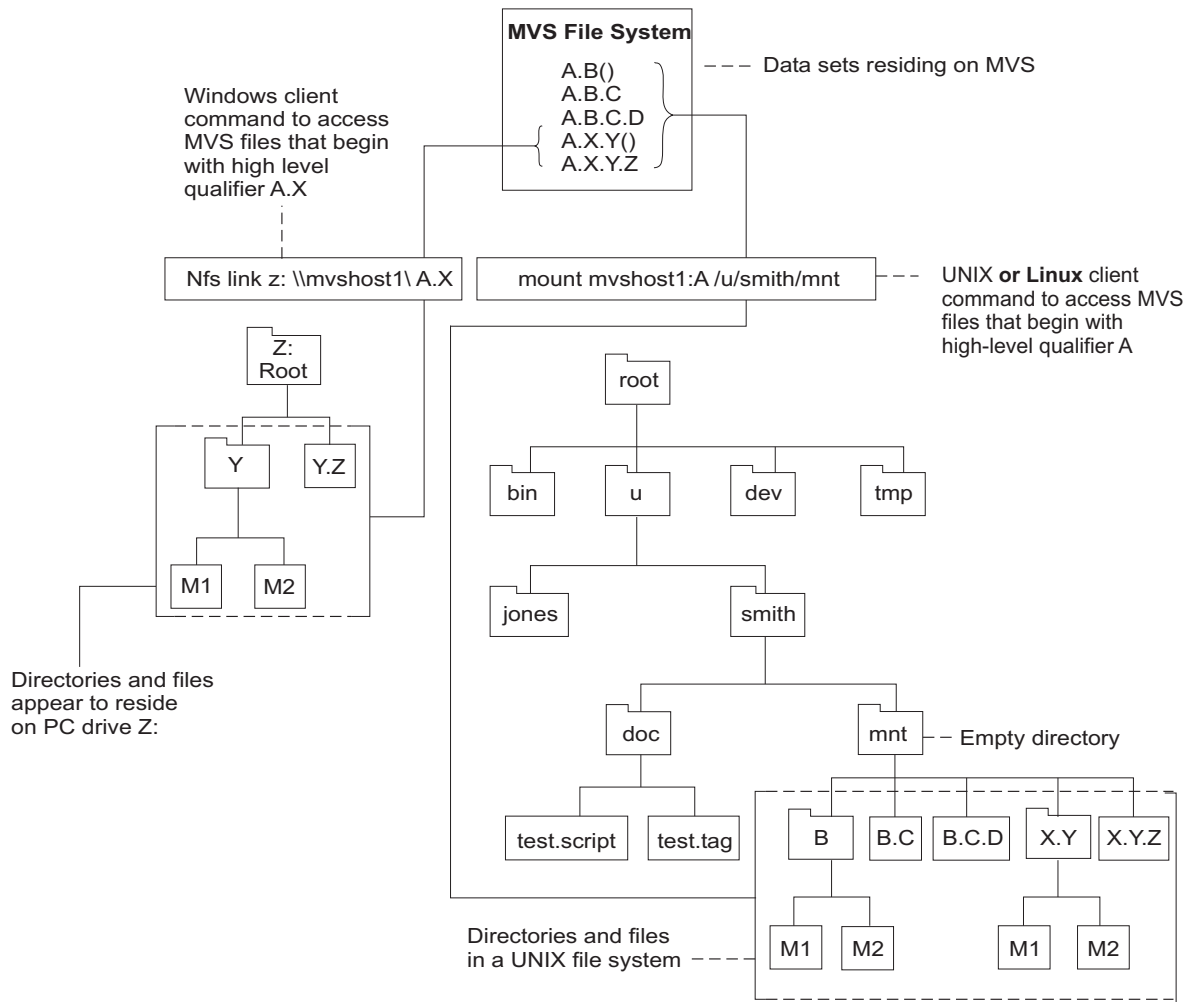 MVS File System
A.B()
A.B.C
A.B.C.D
A.X.Y()
A.X.Y.Z
Data sets residing on MVS
Windows client
command to access
MVS files that begin
with high level
qualifier A.X
Nfs link z: \\mvshost1\ A.X
mount mvshost1:A /u/smith/mnt
UNIX or Linux client
command to access MVS
files that begin with
high-level qualifier A
Z:
Root
Y
Y.Z
M1
M2
Directories and files
appear to reside
on PC drive Z:
root
bin
u
dev
tmp
jones
smith
doc
mnt
Empty directory
test.script
test.tag
B
B.C
B.C.D
X.Y
X.Y.Z
M1
M2
M1
M2
Directories and files
in a UNIX file system